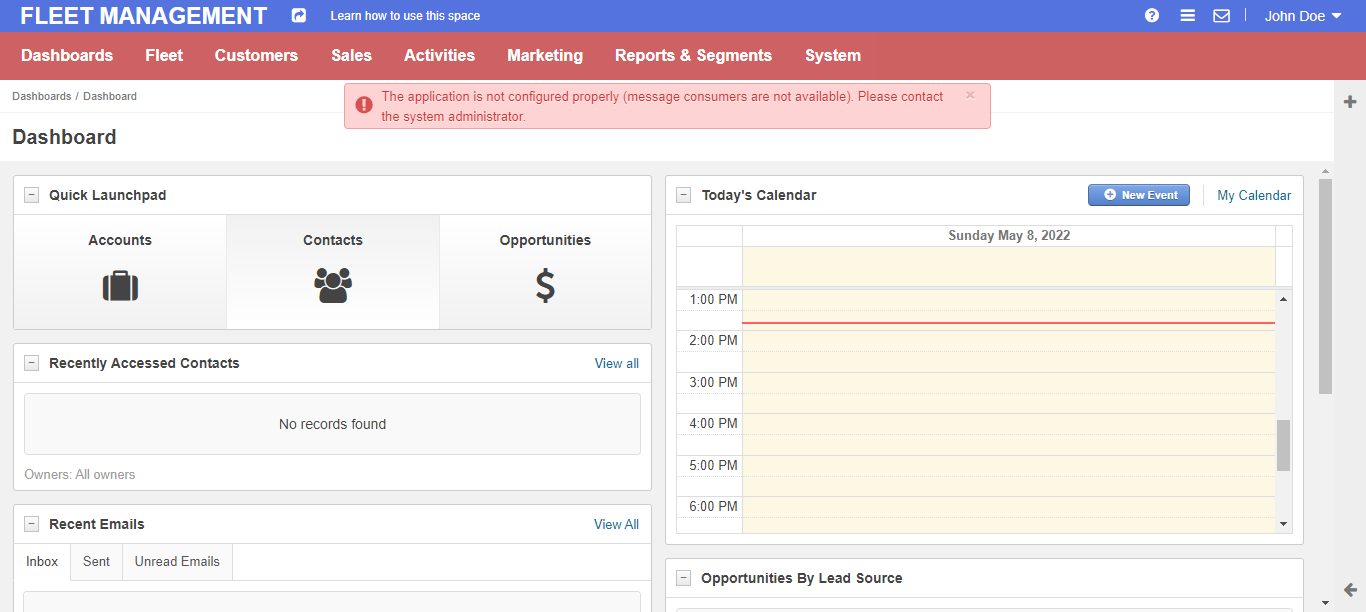 FLEET MANAGEMENT
Learn how to use this space
John Doe
Dashboards
Fleet
Customers
Sales
Activities
Marketing
Reports & Segments
System
Dashboards / Dashboard
The application is not configured properly (message consumers are not available). Please contact
the system administrator.
×
Dashboard
Quick Launchpad
Accounts
Contacts
Opportunities
Recently Accessed Contacts
View all
No records found
Owners: All owners
Recent Emails
View All
Inbox
Sent
Unread Emails
Today's Calendar
New Event
My Calendar
Sunday May 8, 2022
1:00 PM
2:00 PM
3:00 PM
4:00 PM
5:00 PM
6:00 PM
Opportunities By Lead Source